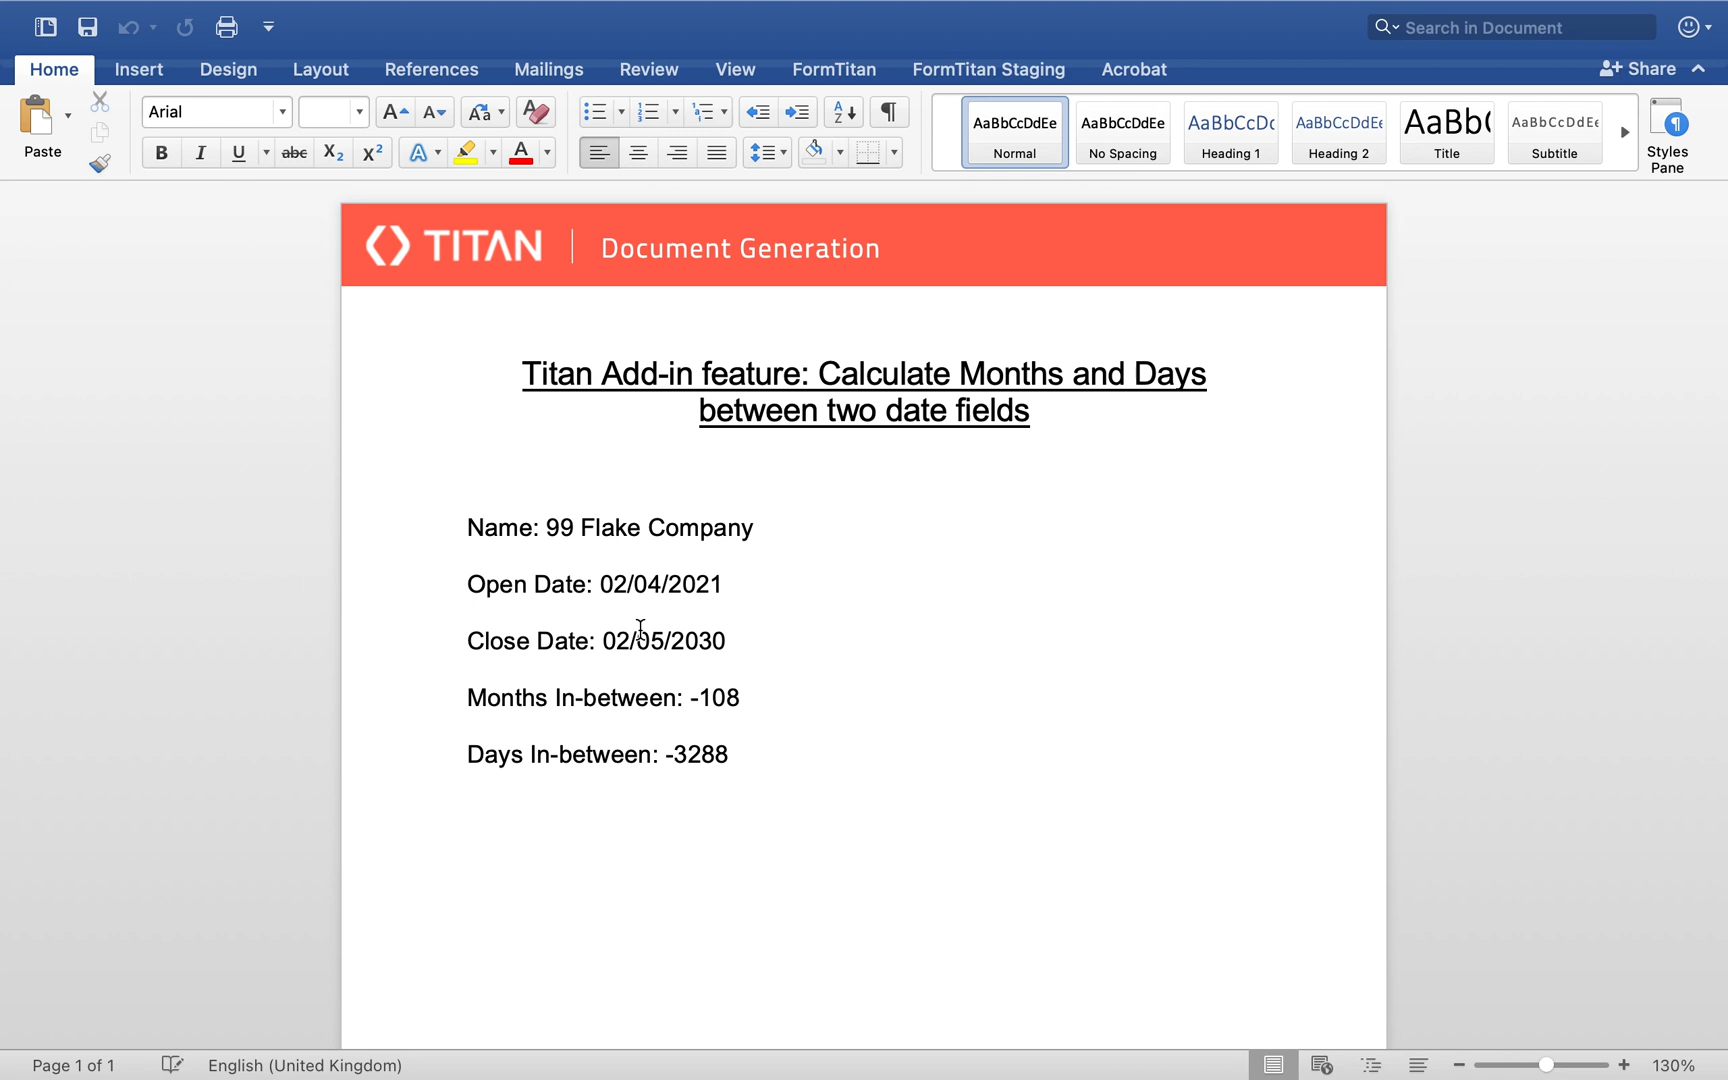 Search in Document
Home Insert Design Layout References Mailings Review View FormTitan FormTitan Staging Acrobat Share
Paste
Arial
AaBbCcDdEe AaBbCcDdEe AaBbCcDc AaBbCcDdEe AaBb( AaBbCcDdEe
Normal No Spacing Heading 1 Heading 2 Title Subtitle
Styles
Pane
TITAN | Document Generation
Titan Add-in feature: Calculate Months and Days
between two date fields
Name: 99 Flake Company
Open Date: 02/04/2021
Close Date: 02/05/2030
Months In-between: -108
Days In-between: -3288
Page 1 of 1 English (United Kingdom) 130%